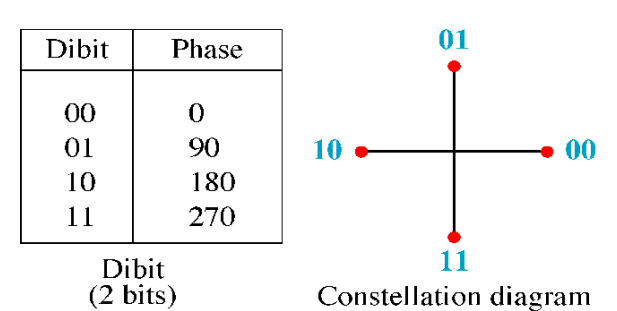 Dibit Phase
00 0
01 90
10 180
11 270
Dibit
(2 bits)
01
10 00
11
Constellation diagram